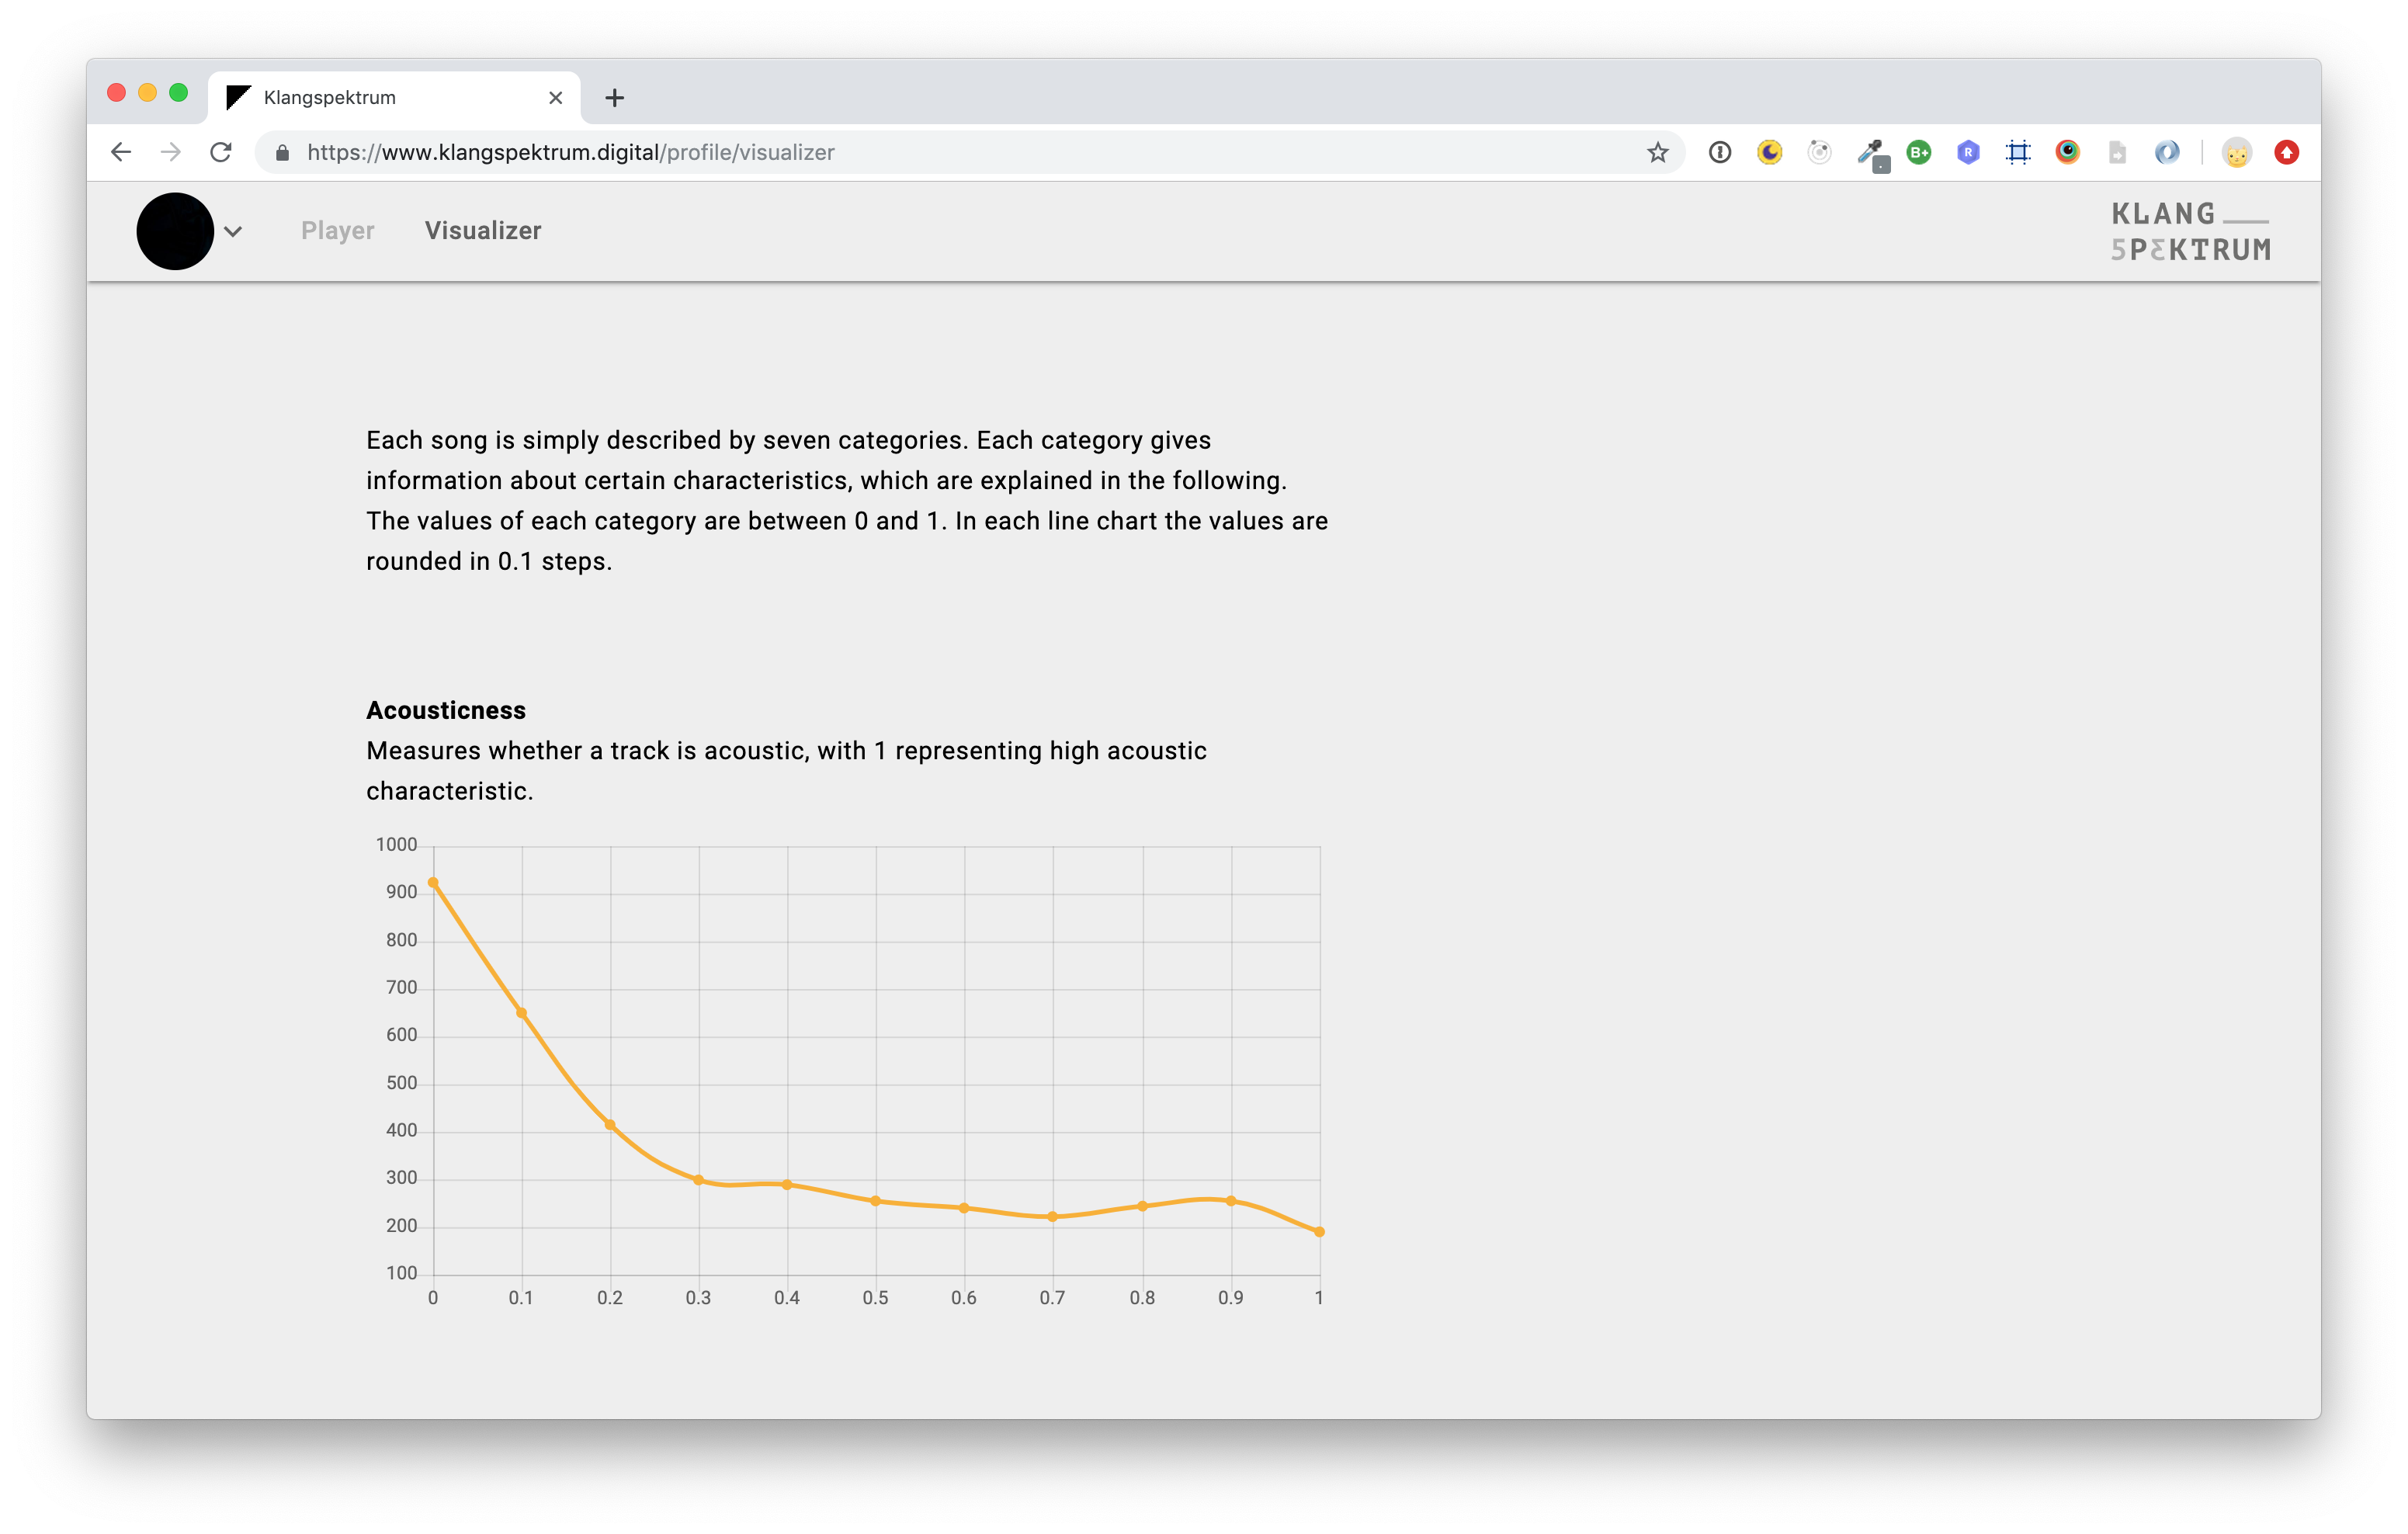 Klangspektrum
https://www.klangspektrum.digital/profile/visualizer
B+
R
Player
Visualizer
KLANG
5PƐKTRUM
Each song is simply described by seven categories. Each category gives
information about certain characteristics, which are explained in the following.
The values of each category are between 0 and 1. In each line chart the values are
rounded in 0.1 steps.
Acousticness
Measures whether a track is acoustic, with 1 representing high acoustic
characteristic.
1000
900
800
700
600
500
400
300
200
100
0 0.1 0.2 0.3 0.4 0.5 0.6 0.7 0.8 0.9 1